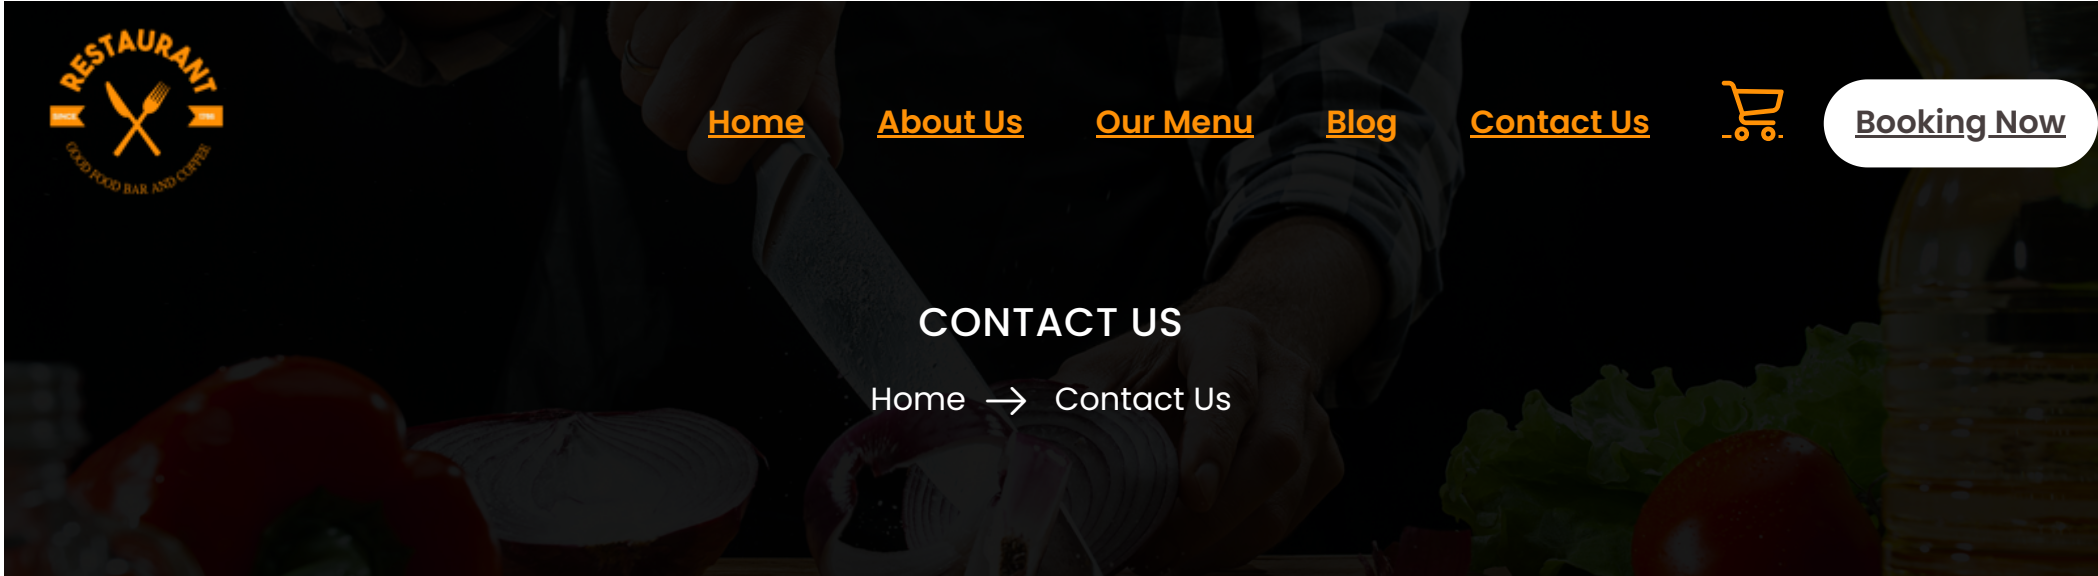 RESTAURANT
SINCE
GOOD FOOD BAR AND COFFEE
Home About Us Our Menu Blog Contact Us Booking Now
CONTACT US
Home → Contact Us